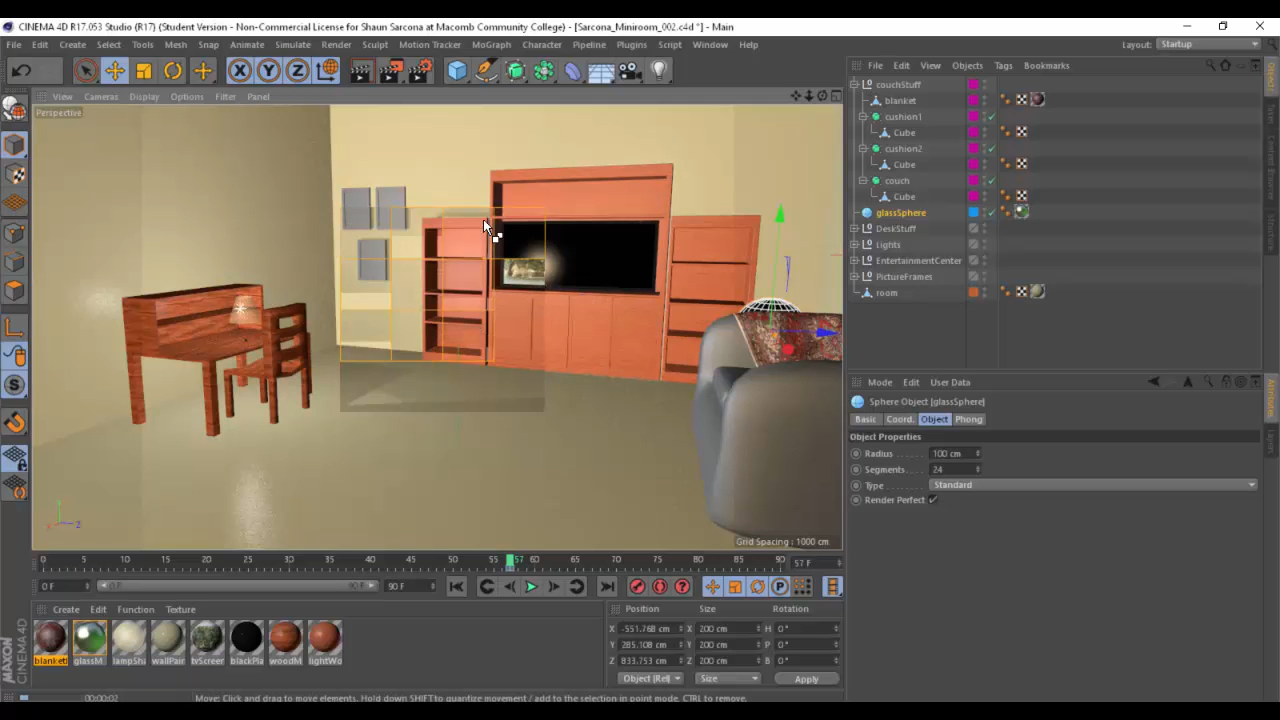 CINEMA 4D R17.053 Studio (R17) (Student Version - Non-Commercial License for Shaun Sarcona at Macomb Community College) - [Sarcona_Miniroom_002.c4d *] - Main
File Edit Create Select Tools Mesh Snap Animate Simulate Render Sculpt Motion Tracker MoGraph Character Pipeline Plugins Script Window Help
Layout: Startup
X Y Z
File Edit View Objects Tags Bookmarks
View Cameras Display Options Filter Panel
Perspective
couchStuff
blanket
cushion1
Cube
cushion2
Cube
couch
Cube
glassSphere
DeskStuff
Lights
EntertainmentCenter
PictureFrames
room
Mode Edit User Data
Sphere Object [glassSphere]
Basic Coord. Object Phong
Object Properties
Radius 100 cm
Segments 24
Type Standard
Render Perfect
Grid Spacing : 1000 cm
0 5 10 15 20 25 30 35 40 45 50 55 57 60 65 70 75 80 85 90 57 F
0 F 0 F 90 F 90 F
Create Edit Function Texture
blanketI glassM lampSha wallPain tvScreen blackPla woodM lightWo
Position Size Rotation
X -551.768 cm X 200 cm H 0°
Y 285.108 cm Y 200 cm P 0°
Z 833.753 cm Z 200 cm B 0°
Object (Rel) Size Apply
MAXON CINEMA 4D
00:00:02 Move: Click and drag to move elements. Hold down SHIFT to quantize movement / add to the selection in point mode, CTRL to remove.